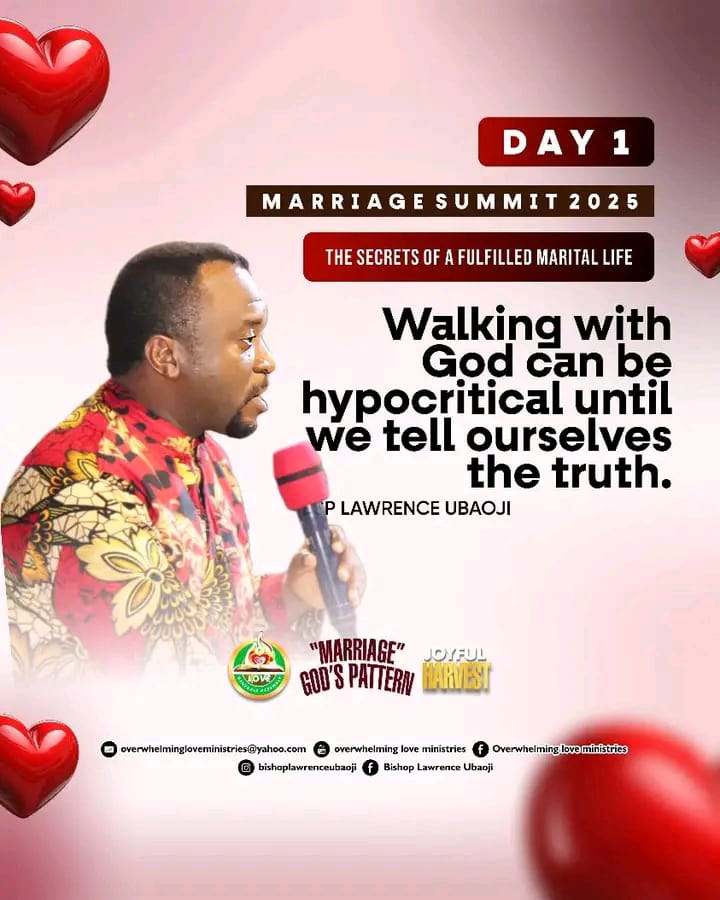 DAY 1
MARRIAGE SUMMIT 2025
THE SECRETS OF A FULFILLED MARITAL LIFE
Walking with
God can be
hypocritical until
we tell ourselves
the truth.
P LAWRENCE UBAOJI
LOVE
"MARRIAGE"
GOD'S PATTERN
JOYFUL
HARVEST
overwhelmingloveministries@yahoo.com overwhelming love ministries Overwhelming love ministries
bishoplawrenceubaoji Bishop Lawrence Ubaoji